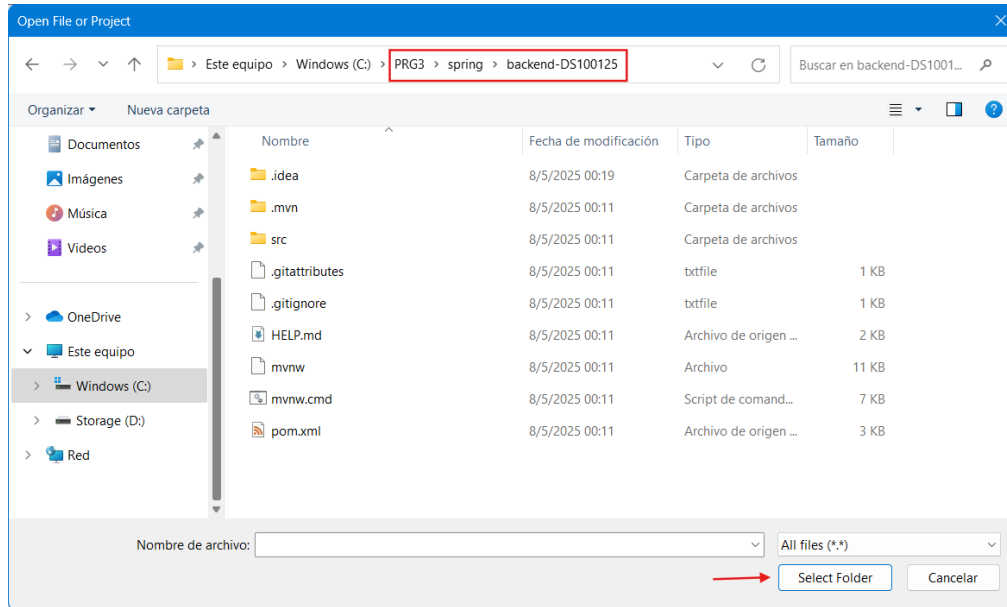 Open File or Project
Este equipo > Windows (C:) > PRG3 > spring > backend-DS100125
Buscar en backend-DS1001...
Organizar
Nueva carpeta
Documentos
Imágenes
Música
Videos
OneDrive
Este equipo
Windows (C:)
Storage (D:)
Red
Nombre Fecha de modificación Tipo Tamaño
.idea 8/5/2025 00:19 Carpeta de archivos
.mvn 8/5/2025 00:11 Carpeta de archivos
src 8/5/2025 00:11 Carpeta de archivos
.gitattributes 8/5/2025 00:11 txtfile 1 KB
.gitignore 8/5/2025 00:11 txtfile 1 KB
HELP.md 8/5/2025 00:11 Archivo de origen ... 2 KB
mvnw 8/5/2025 00:11 Archivo 11 KB
mvnw.cmd 8/5/2025 00:11 Script de comand... 7 KB
pom.xml 8/5/2025 00:11 Archivo de origen ... 3 KB
Nombre de archivo:
All files (*.*)
Select Folder
Cancelar